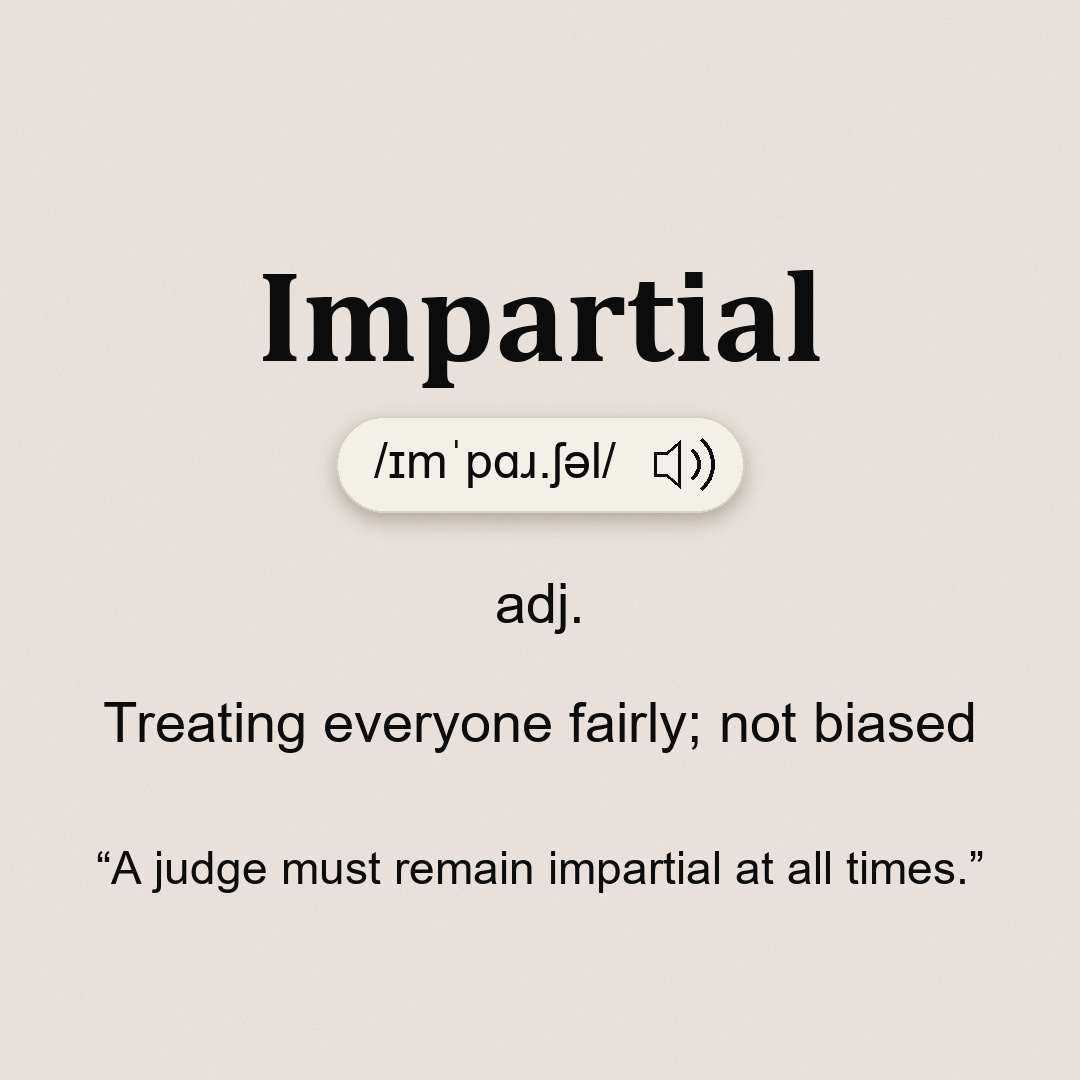 Impartial
/ɪmˈpɑɹ.ʃəl/
adj.
Treating everyone fairly; not biased
“A judge must remain impartial at all times.”